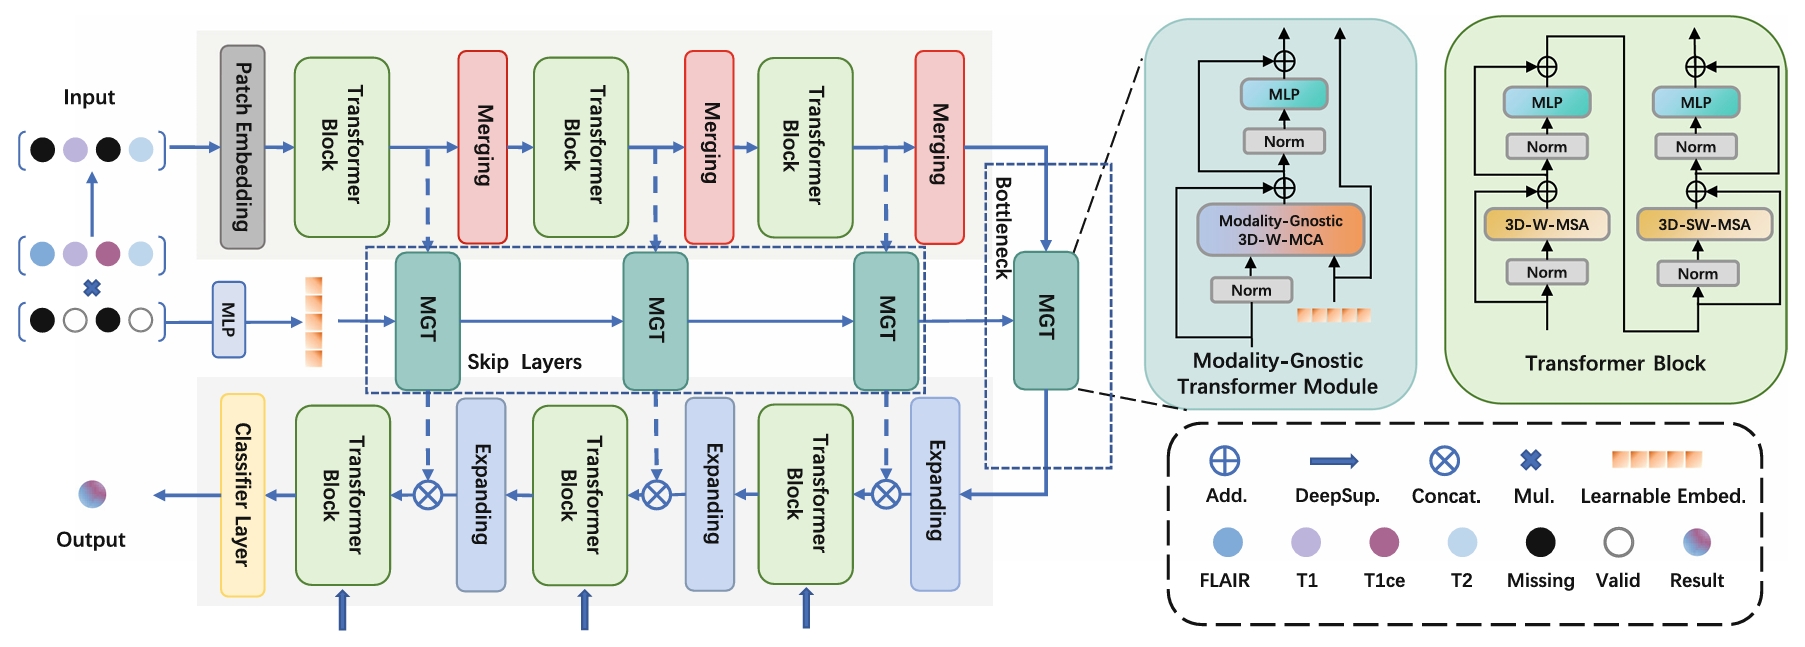 Input
Patch Embedding
Transformer
Block
Merging
Transformer
Block
Merging
Transformer
Block
Merging
Bottleneck
MLP
MGT
MGT
MGT
MGT
Skip Layers
Classifier Layer
Transformer
Block
Expanding
Transformer
Block
Expanding
Transformer
Block
Expanding
Output
MLP
Norm
Modality-Gnostic
3D-W-MCA
Norm
Modality-Gnostic
Transformer Module
MLP
Norm
3D-W-MSA
Norm
MLP
Norm
3D-SW-MSA
Norm
Transformer Block
Add. DeepSup. Concat. Mul. Learnable Embed.
FLAIR T1 T1ce T2 Missing Valid Result